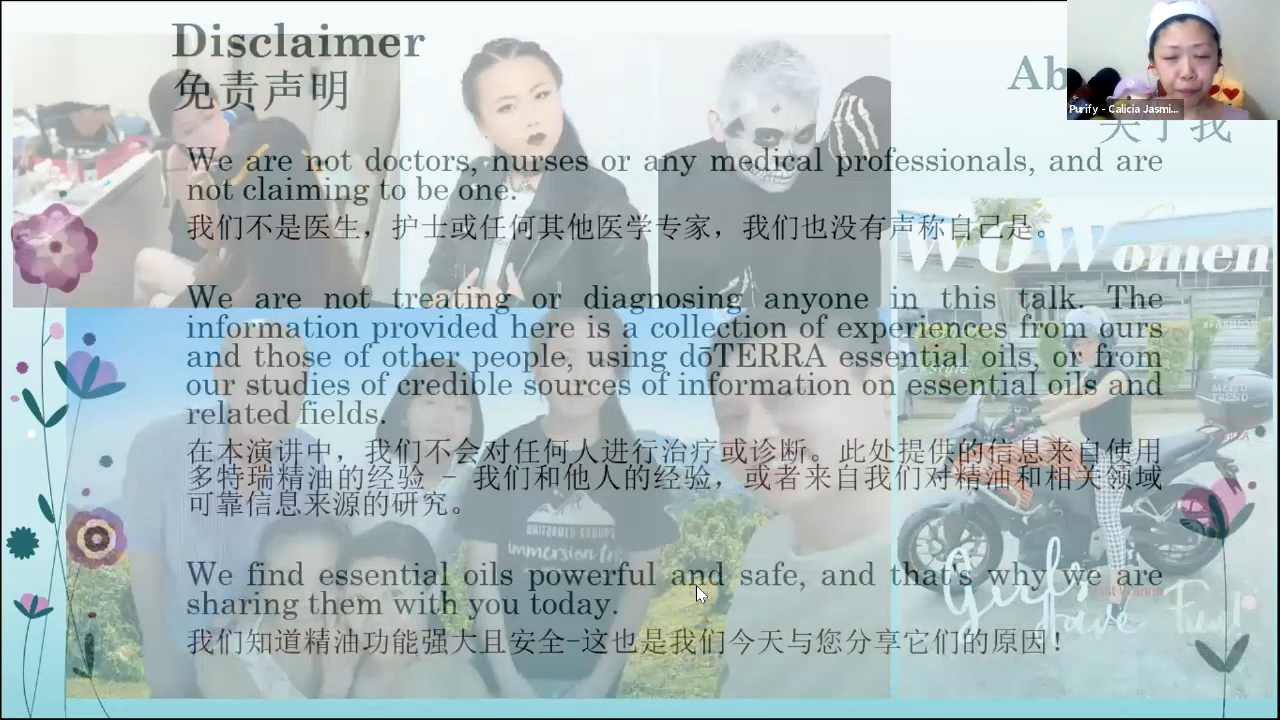 Disclaimer
免责声明
Ab
关于我
Purify - Calicia Jasmi...
We are not doctors, nurses or any medical professionals, and are
not claiming to be one.
我们不是医生，护士或任何其他医学专家，我们也没有声称自己是。
WOWomen
We are not treating or diagnosing anyone in this talk. The
information provided here is a collection of experiences from ours
and those of other people, using dōTERRA essential oils, or from
our studies of credible sources of information on essential oils and
related fields.
在本演讲中，我们不会对任何人进行治疗或诊断。此处提供的信息来自使用
多特瑞精油的经验 - 我们和他人的经验，或者来自我们对精油和相关领域
可靠信息来源的研究。
UNIFORMED GROUPS
immersion
We find essential oils powerful and safe, and that's why we are
sharing them with you today.
Girls
have Fun!
我们知道精油功能强大且安全-这也是我们今天与您分享它们的原因！